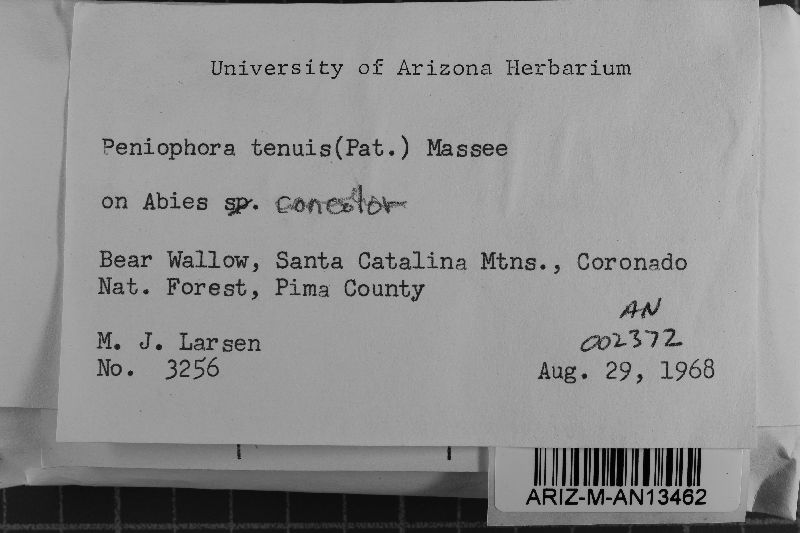 University of Arizona Herbarium
Peniophora tenuis(Pat.) Massee
on Abies sp. concolor
Bear Wallow, Santa Catalina Mtns., Coronado
Nat. Forest, Pima County
AN
002372
M. J. Larsen
No. 3256
Aug. 29, 1968
ARIZ-M-AN13462